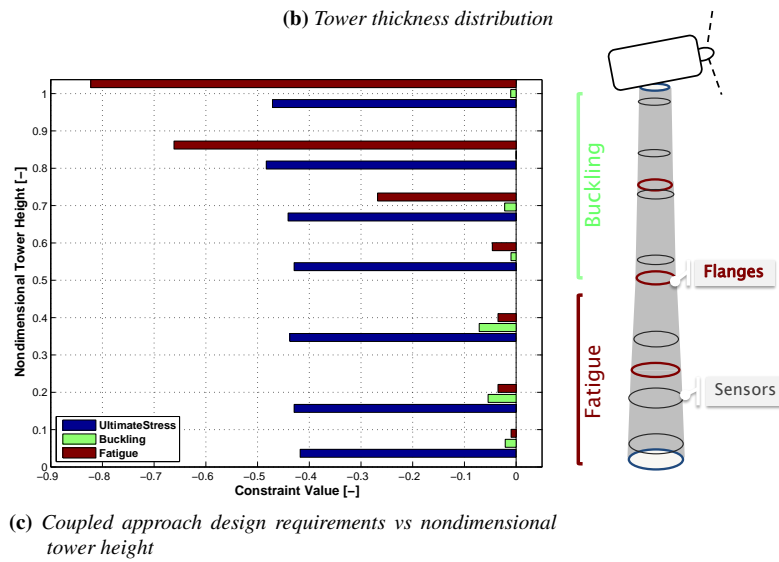 (b) Tower thickness distribution
Nondimensional Tower Height [−]
1
0.9
0.8
0.7
0.6
0.5
0.4
0.3
0.2
0.1
0
UltimateStress
Buckling
Fatigue
−0.9 −0.8 −0.7 −0.6 −0.5 −0.4 −0.3 −0.2 −0.1 0
Constraint Value [−]
Buckling
Fatigue
Flanges
Sensors
(c) Coupled approach design requirements vs nondimensional
tower height